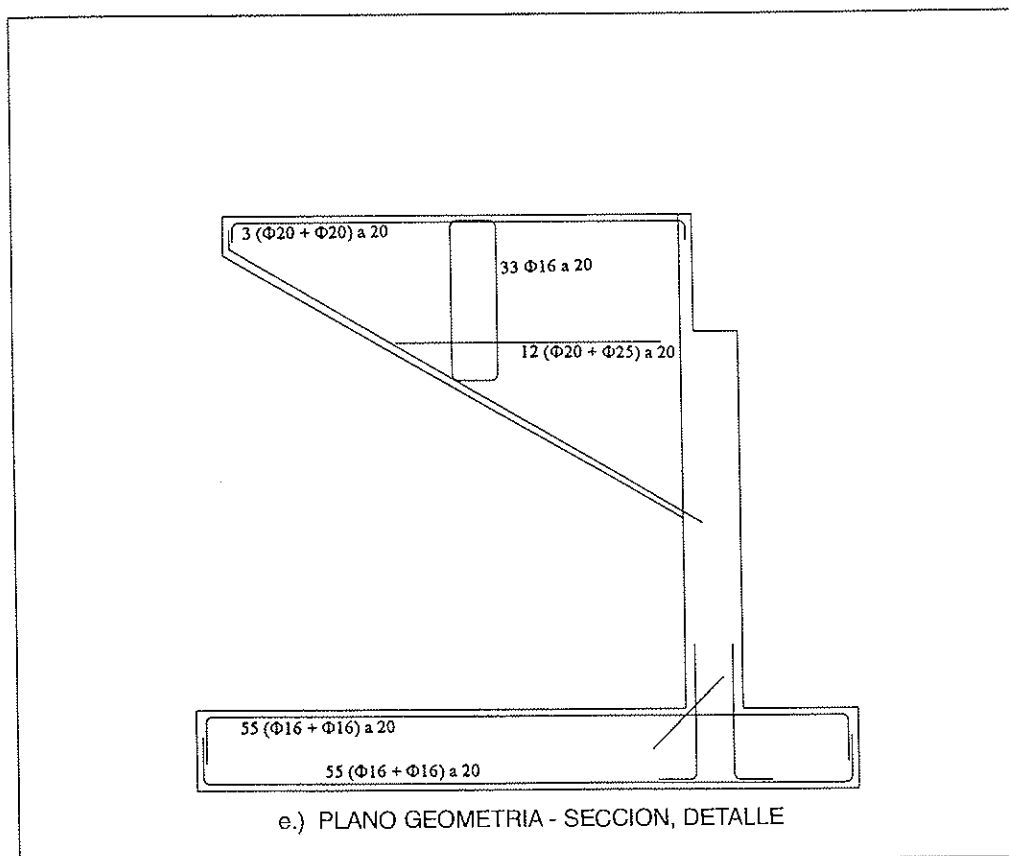 3 (Φ20 + Φ20) a 20
33 Φ16 a 20
12 (Φ20 + Φ25) a 20
55 (Φ16 + Φ16) a 20
55 (Φ16 + Φ16) a 20
e.) PLANO GEOMETRIA - SECCION, DETALLE